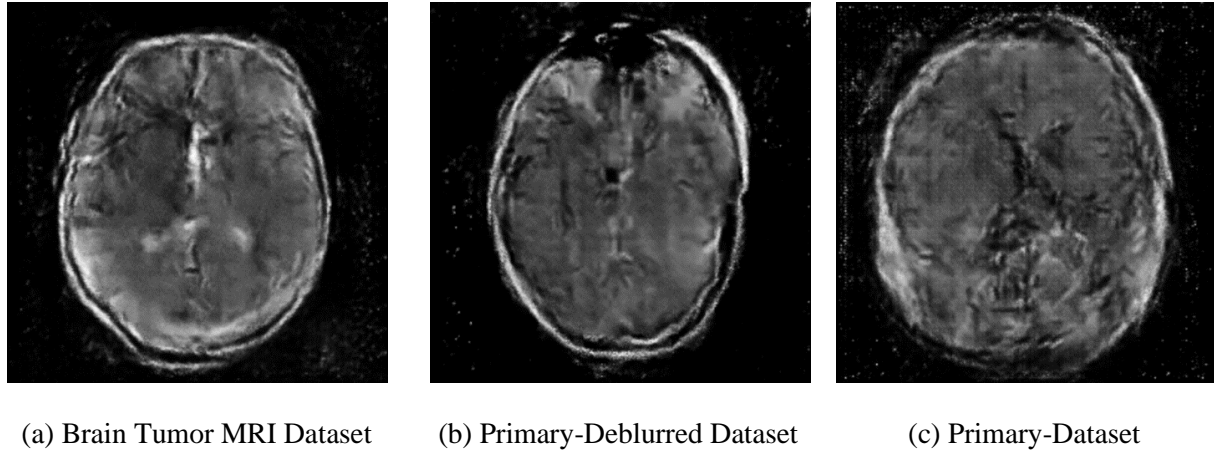 (a) Brain Tumor MRI Dataset
(b) Primary-Deblurred Dataset
(c) Primary-Dataset